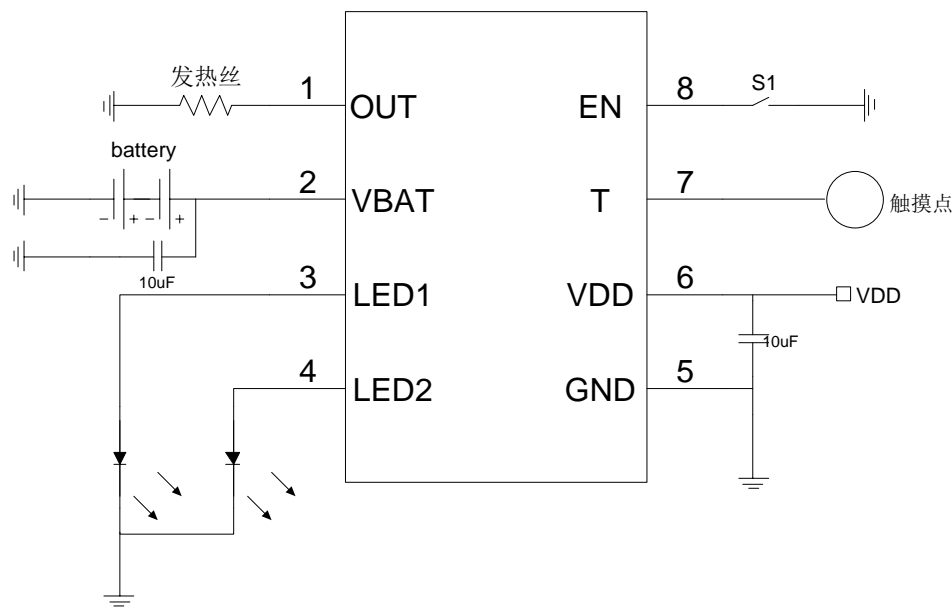 发热丝
1
OUT
battery
2
VBAT
- + - +
10uF
3
LED1
4
LED2
8
EN
S1
7
T
触摸点
6
VDD
VDD
10uF
5
GND